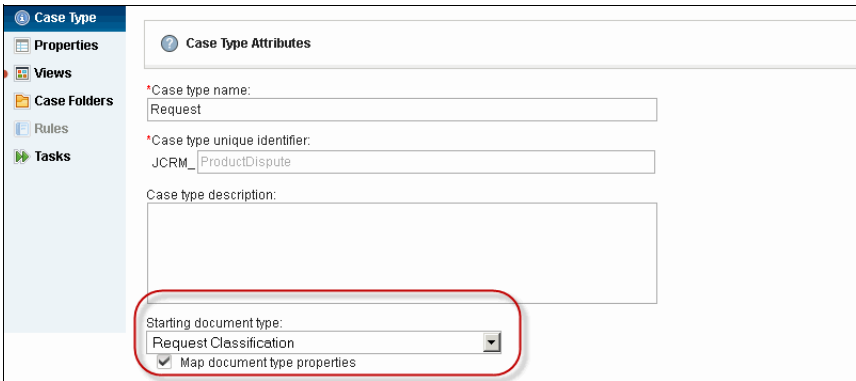 Case Type
Properties
Views
Case Folders
Rules
Tasks
Case Type Attributes
*Case type name:
Request
*Case type unique identifier:
JCRM_ ProductDispute
Case type description:
Starting document type:
Request Classification
Map document type properties